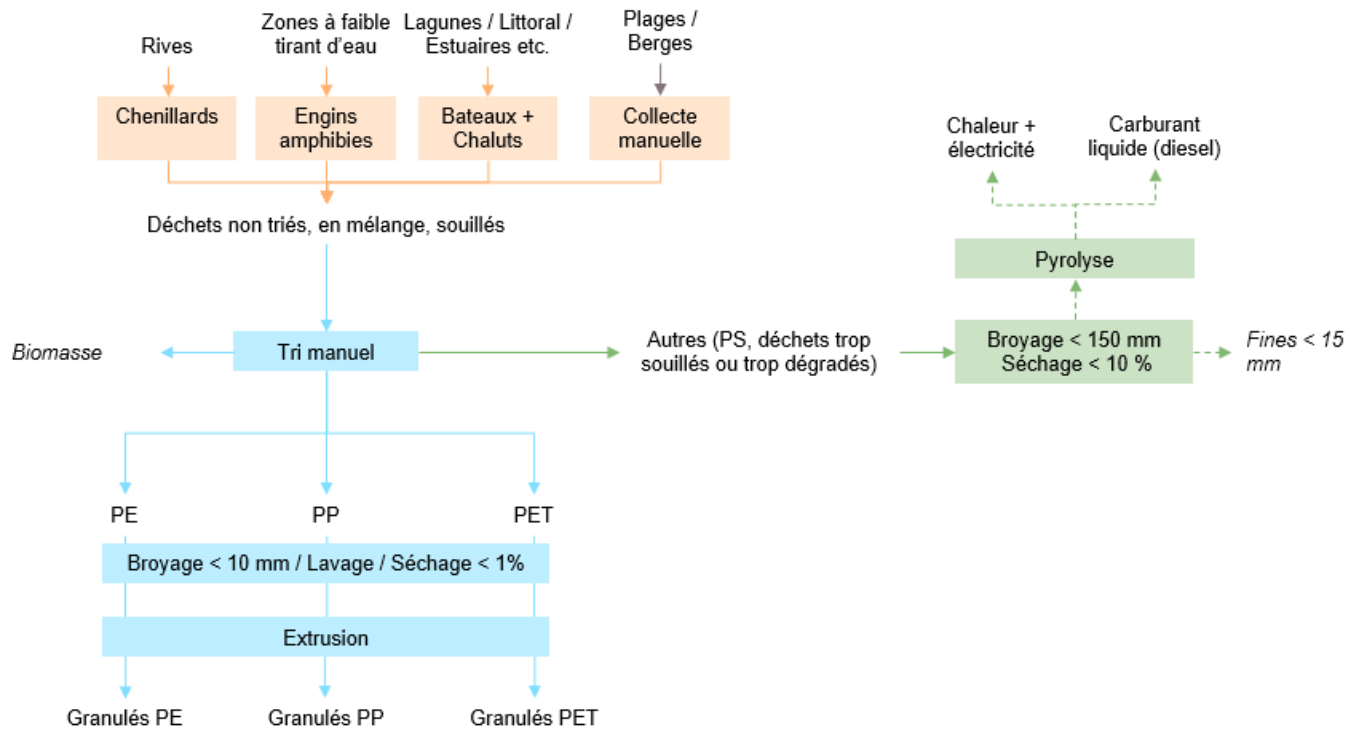 Rives
Zones à faible
tirant d'eau
Lagunes / Littoral /
Estuaires etc.
Plages /
Berges
Chenillards
Engins
amphibies
Bateaux +
Chaluts
Collecte
manuelle
Chaleur +
électricité
Carburant
liquide (diesel)
Déchets non triés, en mélange, souillés
Pyrolyse
Biomasse
Tri manuel
Autres (PS, déchets trop
souillés ou trop dégradés)
Broyage < 150 mm
Séchage < 10 %
Fines < 15
mm
PE
PP
PET
Broyage < 10 mm / Lavage / Séchage < 1%
Extrusion
Granulés PE
Granulés PP
Granulés PET